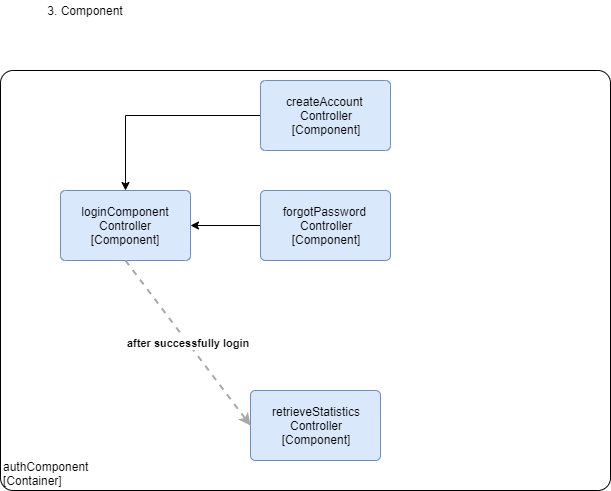 3. Component
createAccount
Controller
[Component]
loginComponent
Controller
[Component]
forgotPassword
Controller
[Component]
after successfully login
retrieveStatistics
Controller
[Component]
authComponent
[Container]